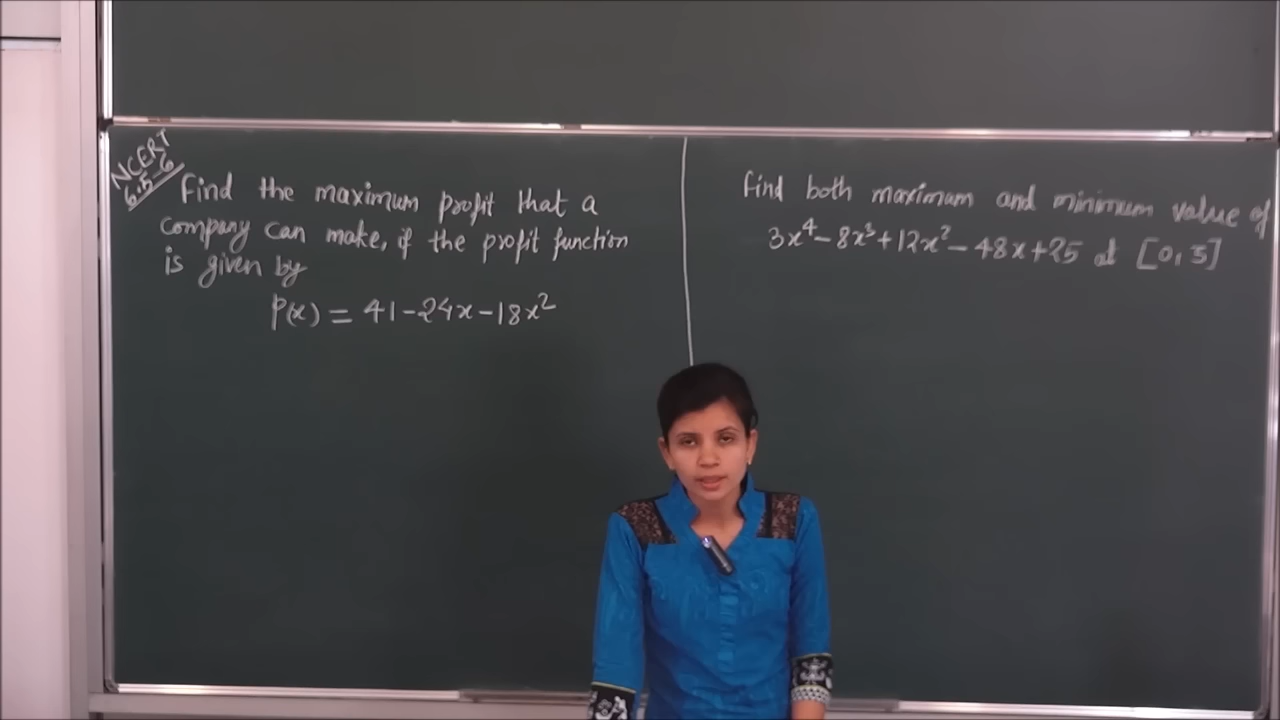 NCERT
6.5-6
Find the maximum profit that a
company can make, if the profit function
is given by
P(x) = 41-24x-18x²
find both maximum and minimum value of
3x⁴-8x³+12x²-48x+25 at [0, 3]